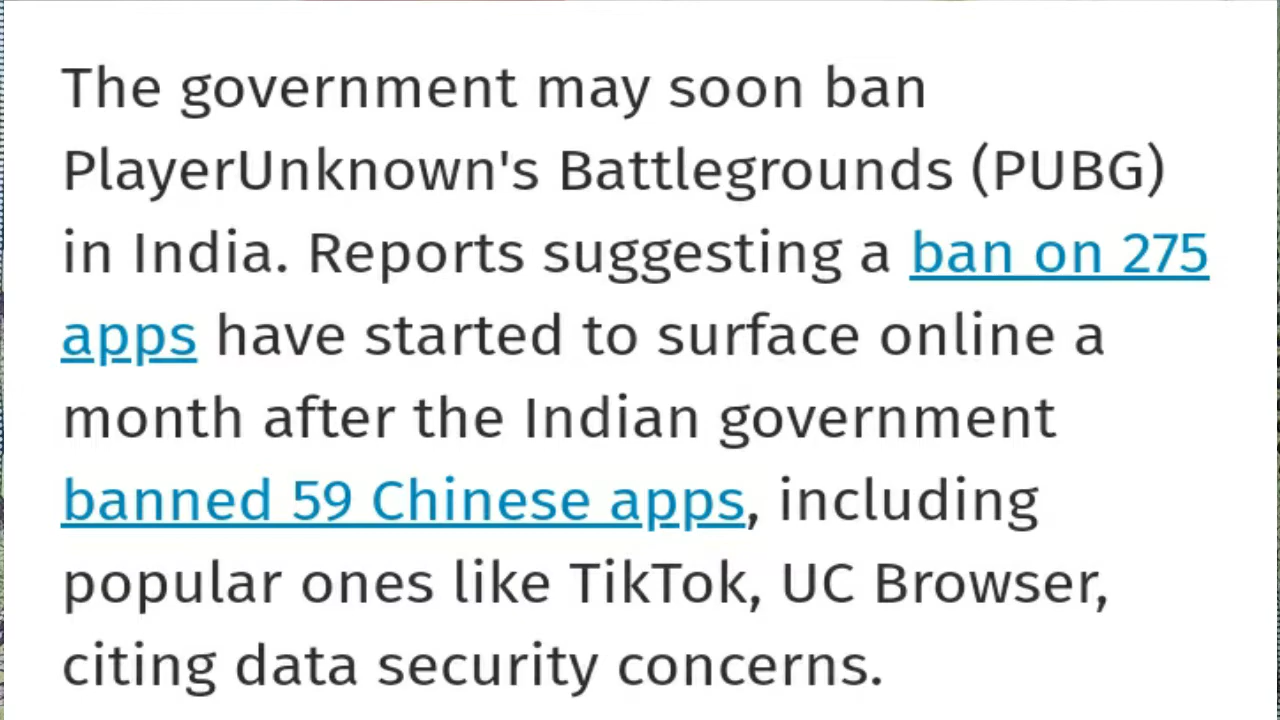 The government may soon ban
PlayerUnknown's Battlegrounds (PUBG)
in India. Reports suggesting a ban on 275
apps have started to surface online a
month after the Indian government
banned 59 Chinese apps, including
popular ones like TikTok, UC Browser,
citing data security concerns.